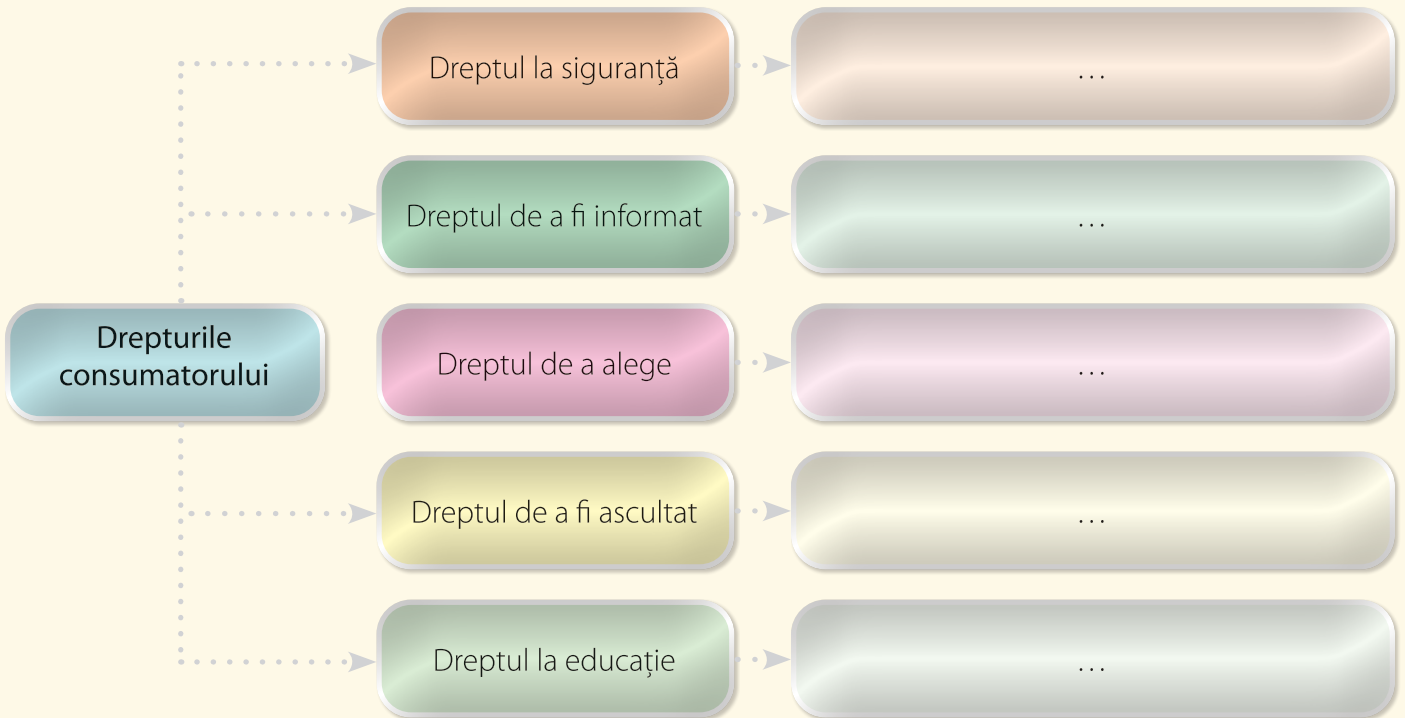 Dreptul la siguranță
...
Dreptul de a fi informat
...
Drepturile
consumatorului
Dreptul de a alege
...
Dreptul de a fi ascultat
...
Dreptul la educație
...